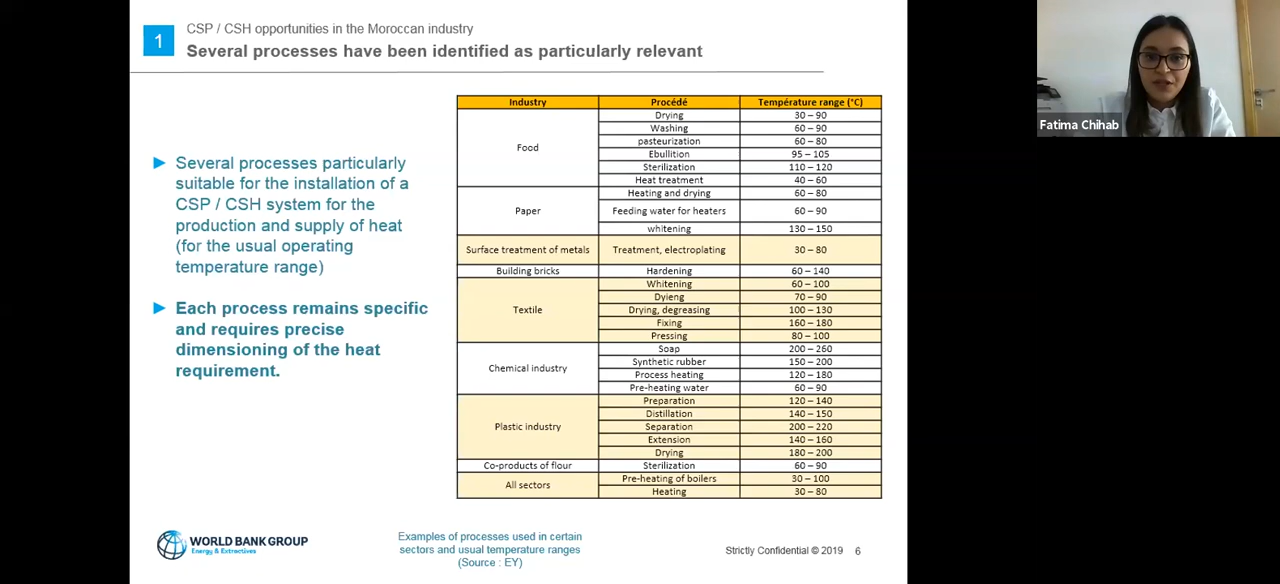 CSP / CSH opportunities in the Moroccan industry
1
Several processes have been identified as particularly relevant
Several processes particularly
suitable for the installation of a
CSP / CSH system for the
production and supply of heat
(for the usual operating
temperature range)
Each process remains specific
and requires precise
dimensioning of the heat
requirement.
Industry Procédé Température range (°C)
Food
Drying 30 – 90
Washing 60 – 90
pasteurization 60 – 80
Ebullition 95 – 105
Sterilization 110 – 120
Heat treatment 40 – 60
Paper
Heating and drying 60 – 80
Feeding water for heaters 60 – 90
whitening 130 – 150
Surface treatment of metals Treatment, electroplating 30 – 80
Building bricks Hardening 60 – 140
Textile
Whitening 60 – 100
Dyieng 70 – 90
Drying, degreasing 100 – 130
Fixing 160 – 180
Pressing 80 – 100
Chemical industry
Soap 200 – 260
Synthetic rubber 150 – 200
Process heating 120 – 180
Pre-heating water 60 – 90
Plastic industry
Preparation 120 – 140
Distillation 140 – 150
Separation 200 – 220
Extension 140 – 160
Drying 180 – 200
Co-products of flour Sterilization 60 – 90
All sectors
Pre-heating of boilers 30 – 100
Heating 30 – 80
WORLD BANK GROUP
Energy & Extractives
Examples of processes used in certain
sectors and usual temperature ranges
(Source : EY)
Strictly Confidential © 2019 6
Fatima Chihab